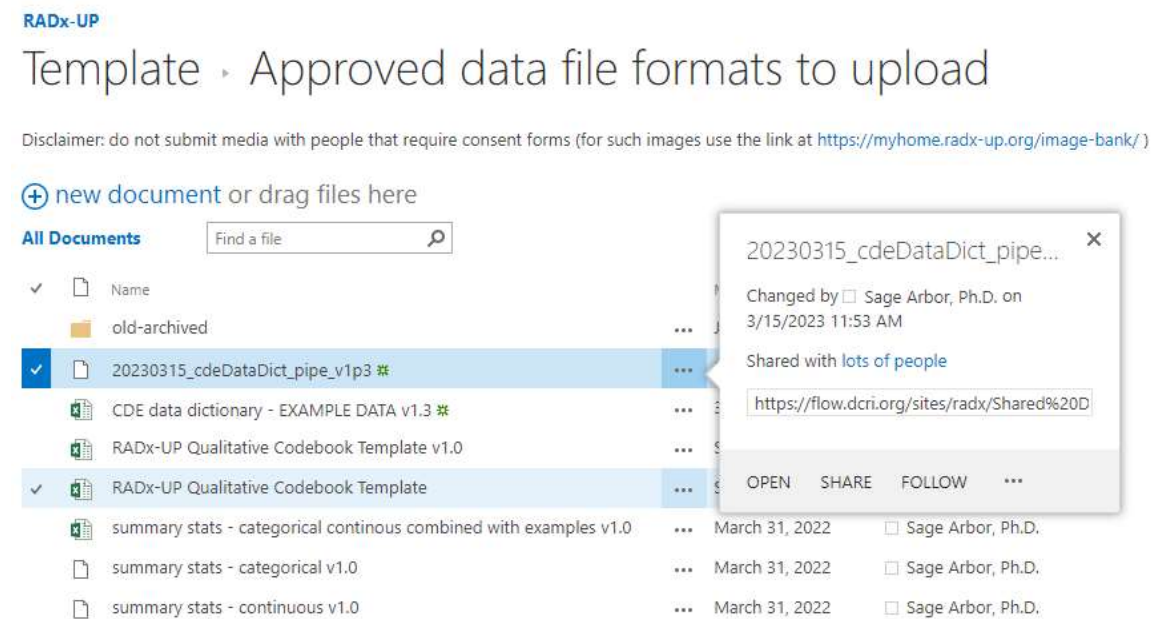 RADx-UP
Template ▸ Approved data file formats to upload
Disclaimer: do not submit media with people that require consent forms (for such images use the link at https://myhome.radx-up.org/image-bank/ )
new document or drag files here
All Documents
Find a file
Name
old-archived ...
20230315_cdeDataDict_pipe_v1p3 ...
CDE data dictionary - EXAMPLE DATA v1.3 ...
RADx-UP Qualitative Codebook Template v1.0 ...
RADx-UP Qualitative Codebook Template ...
summary stats - categorical continous combined with examples v1.0 ... March 31, 2022 Sage Arbor, Ph.D.
summary stats - categorical v1.0 ... March 31, 2022 Sage Arbor, Ph.D.
summary stats - continuous v1.0 ... March 31, 2022 Sage Arbor, Ph.D.
20230315_cdeDataDict_pipe...
Changed by Sage Arbor, Ph.D. on
3/15/2023 11:53 AM
Shared with lots of people
https://flow.dcri.org/sites/radx/Shared%20D
OPEN SHARE FOLLOW ...